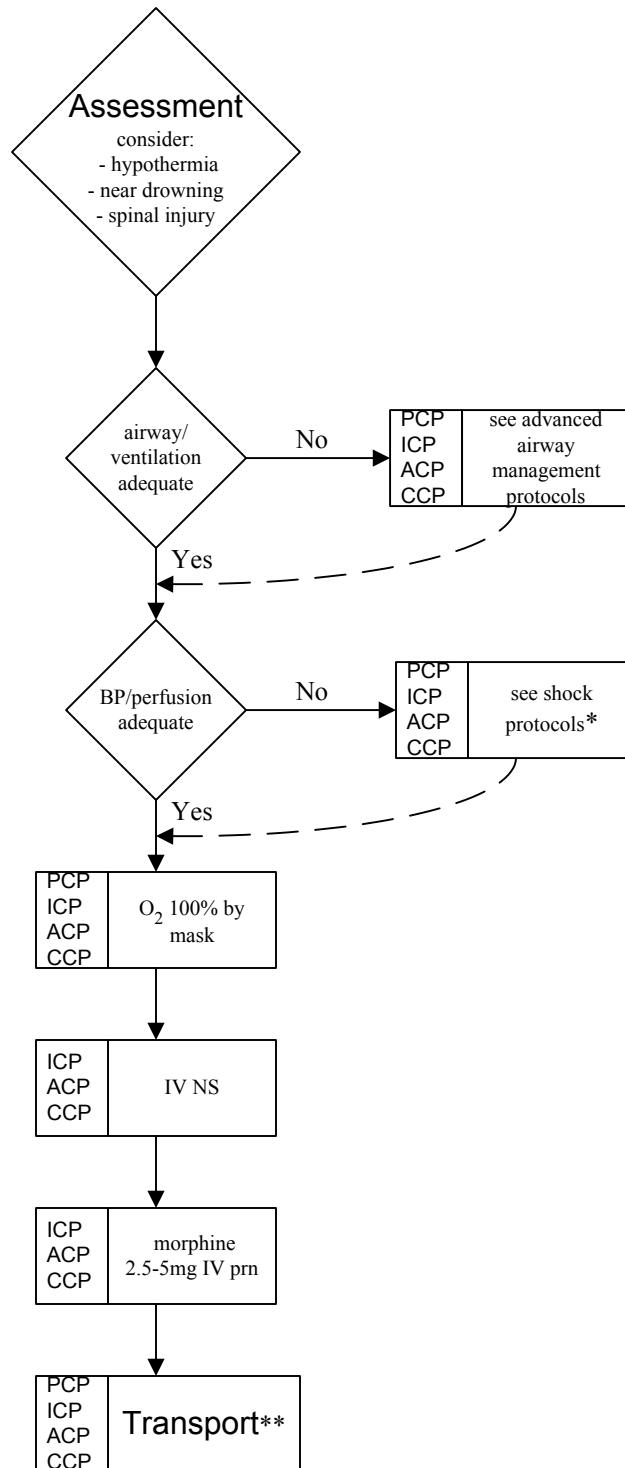 Assessment
consider:
- hypothermia
- near drowning
- spinal injury
airway/
ventilation
adequate
No
PCP
ICP
ACP
CCP
see advanced
airway
management
protocols
Yes
BP/perfusion
adequate
No
PCP
ICP
ACP
CCP
see shock
protocols*
Yes
PCP
ICP
ACP
CCP
O2 100% by
mask
ICP
ACP
CCP
IV NS
ICP
ACP
CCP
morphine
2.5-5mg IV prn
PCP
ICP
ACP
CCP
Transport**